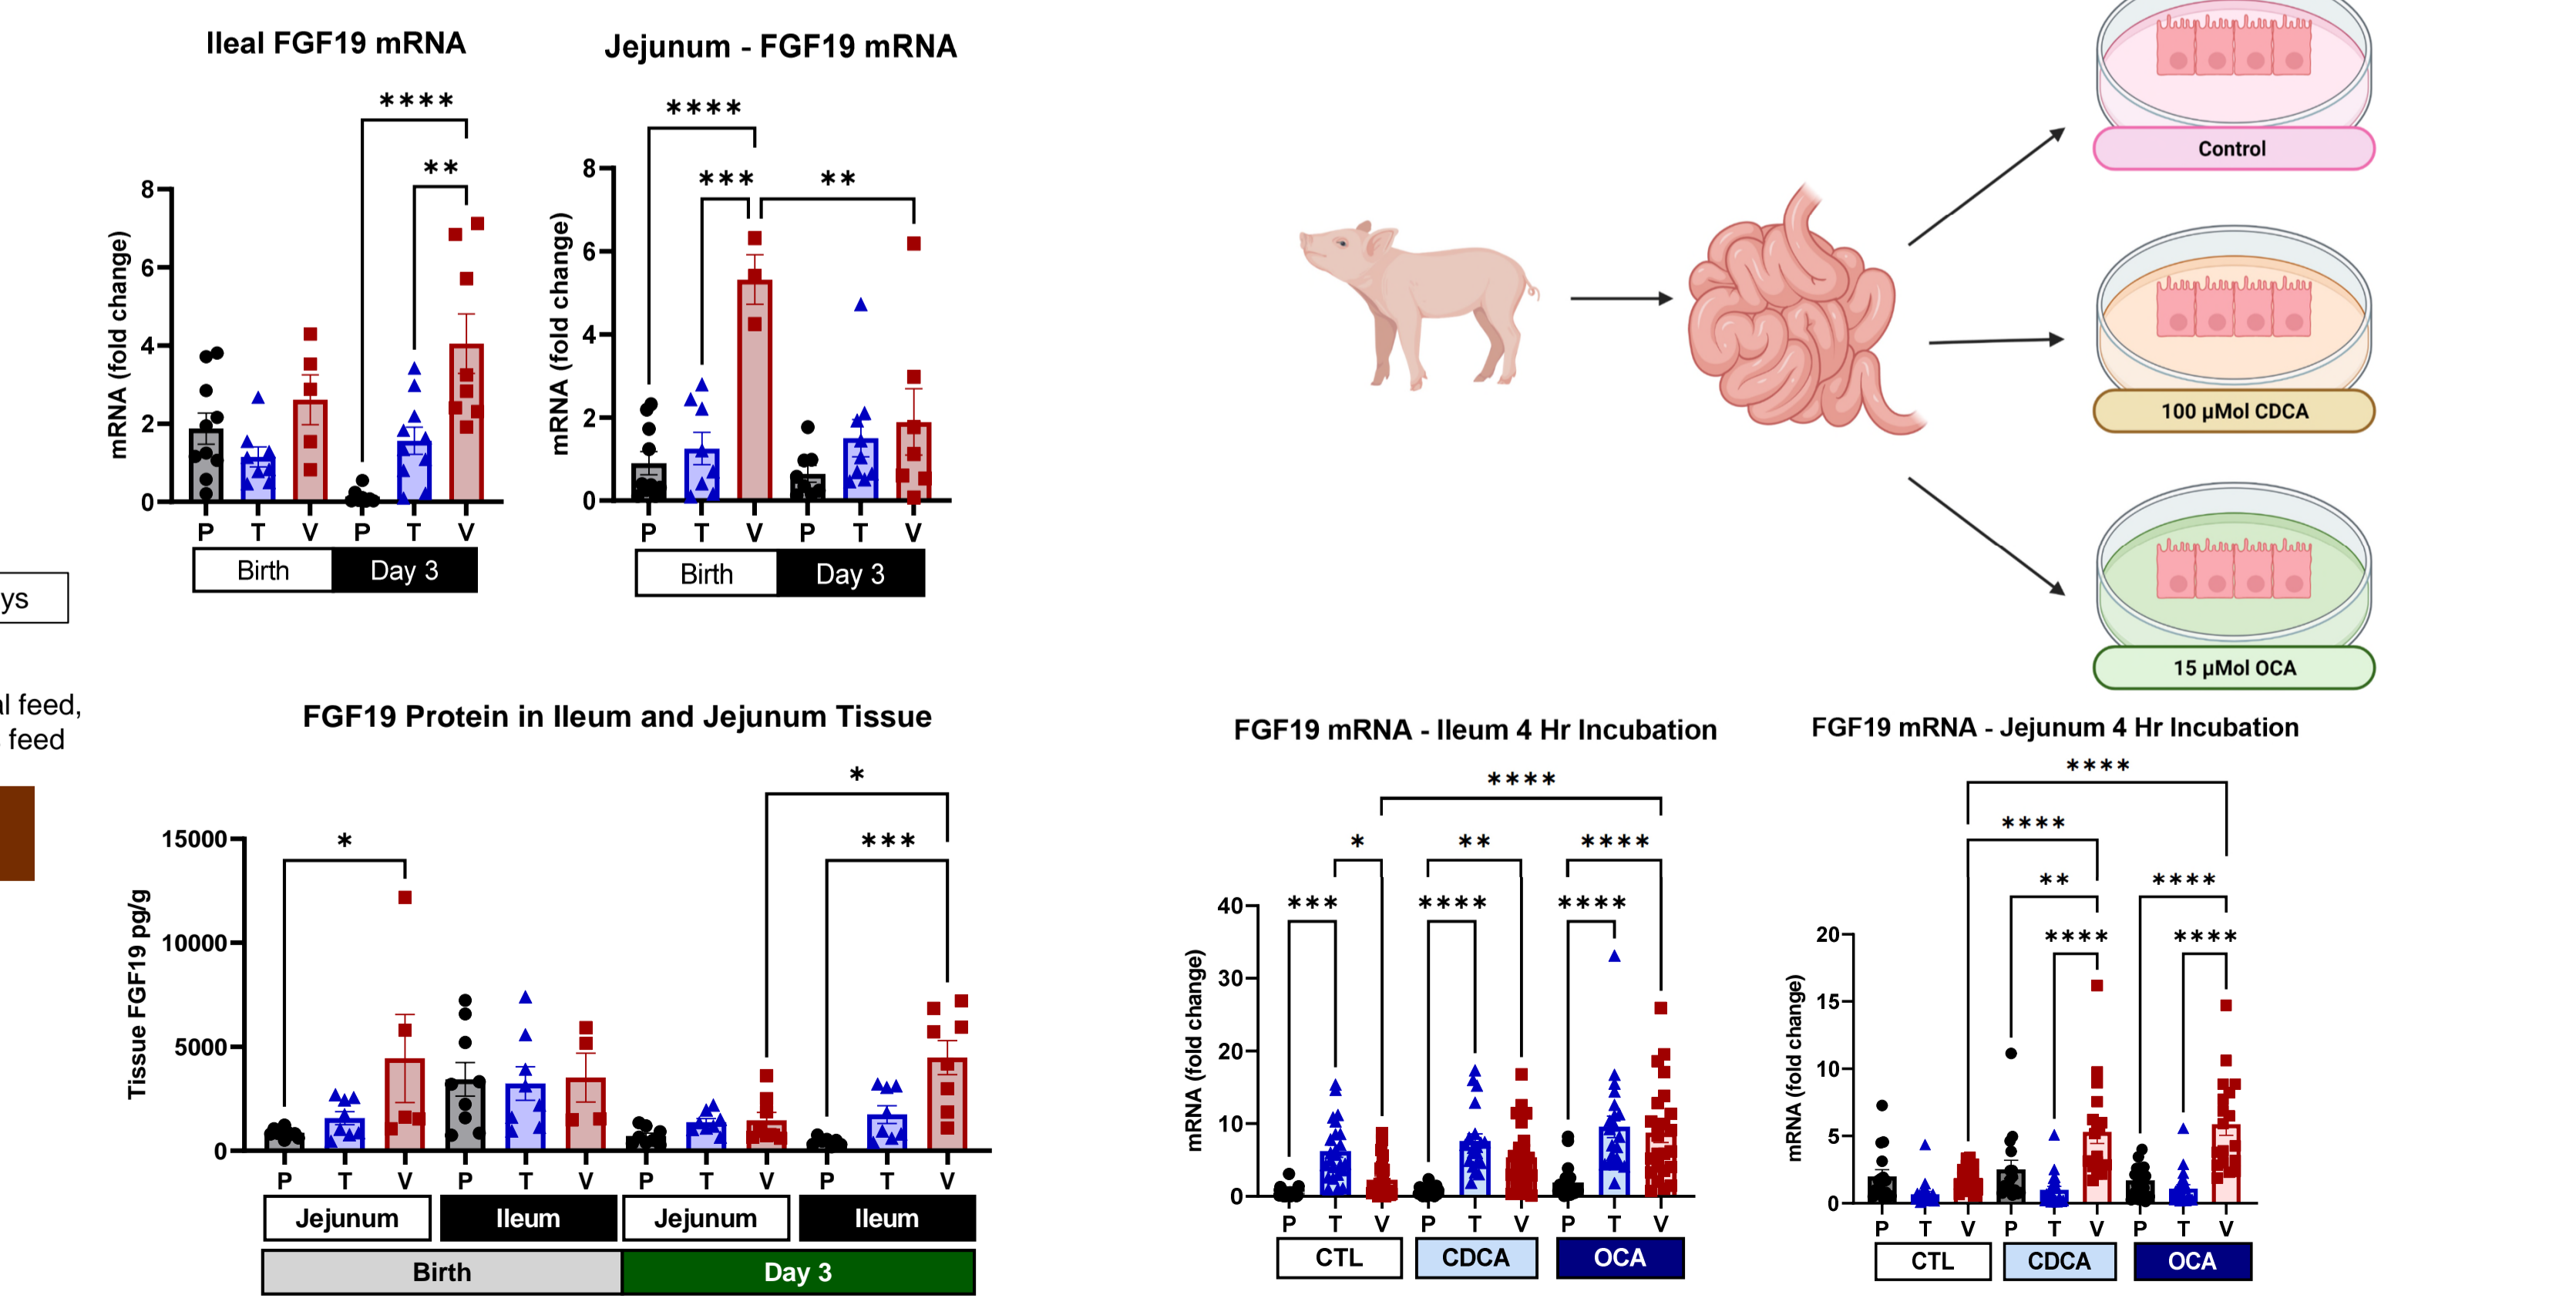 Ileal FGF19 mRNA
mRNA (fold change)
8
6
4
2
0
****
**
P T V P T V
Birth Day 3
Jejunum - FGF19 mRNA
mRNA (fold change)
8
6
4
2
0
****
*** **
P T V P T V
Birth Day 3
ys
al feed,
feed
Control
100 µMol CDCA
15 µMol OCA
FGF19 Protein in Ileum and Jejunum Tissue
Tissue FGF19 pg/g
15000
10000
5000
0
*
*
***
P T V P T V P T V P T V
Jejunum Ileum Jejunum Ileum
Birth Day 3
FGF19 mRNA - Ileum 4 Hr Incubation
mRNA (fold change)
40
30
20
10
0
****
* ** ****
*** **** ****
P T V P T V P T V
CTL CDCA OCA
FGF19 mRNA - Jejunum 4 Hr Incubation
mRNA (fold change)
20
15
10
5
0
****
****
** ****
**** ****
P T V P T V P T V
CTL CDCA OCA